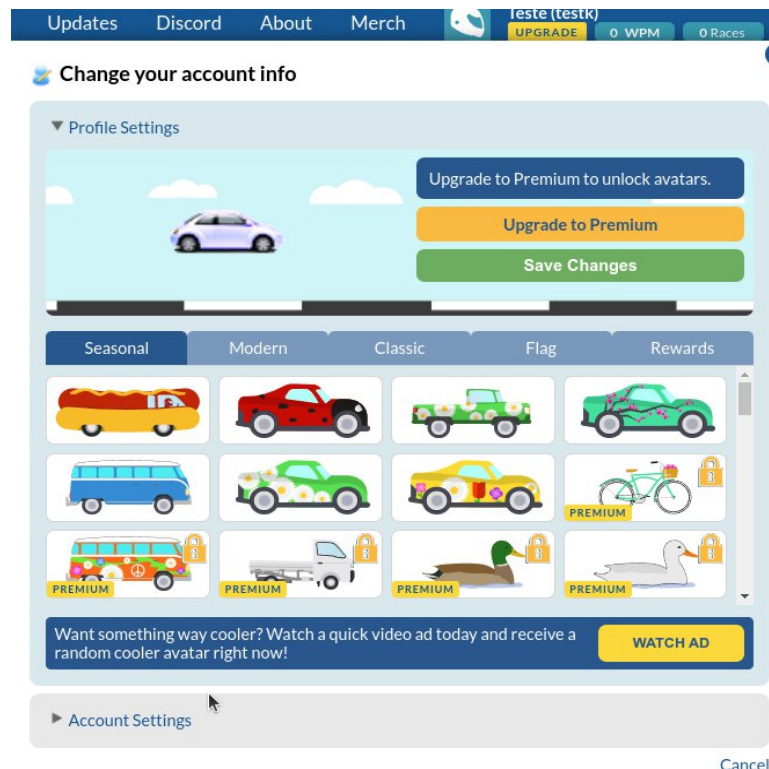 Updates Discord About Merch
Teste (testk)
UPGRADE 0 WPM 0 Races
Change your account info
Profile Settings
Upgrade to Premium to unlock avatars.
Upgrade to Premium
Save Changes
Seasonal Modern Classic Flag Rewards
PREMIUM
PREMIUM PREMIUM PREMIUM PREMIUM
Want something way cooler? Watch a quick video ad today and receive a
random cooler avatar right now!
WATCH AD
Account Settings
Cancel